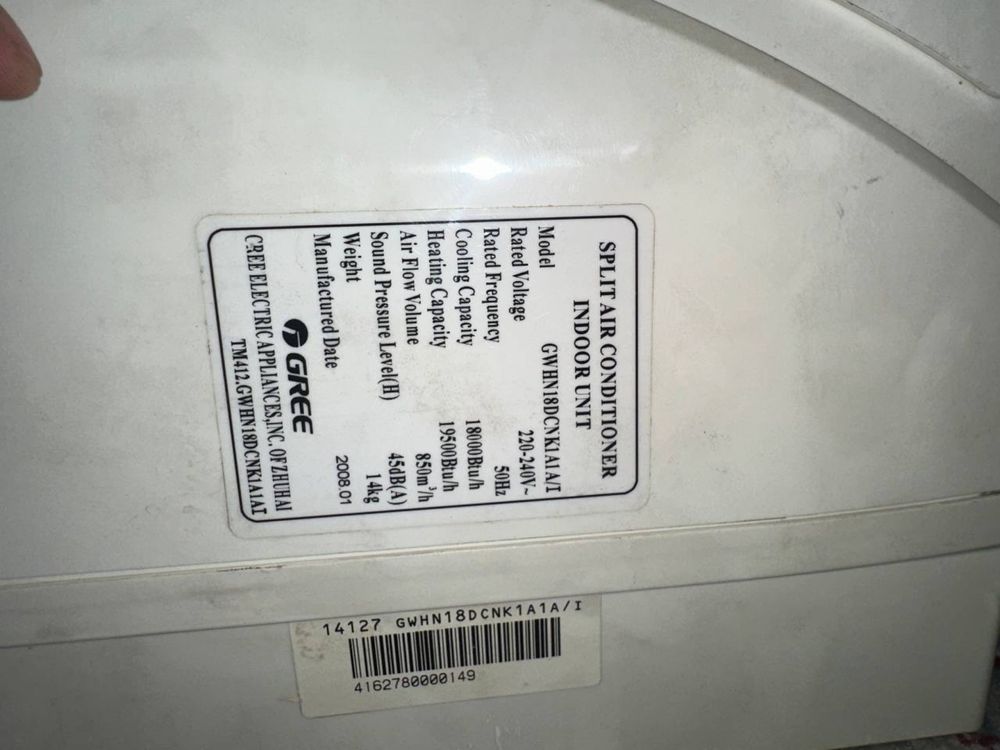 SPLIT AIR CONDITIONER
INDOOR UNIT
Model GWHN18DCNK1A1A/I
Rated Voltage 220-240V~
Rated Frequency 50Hz
Cooling Capacity 18000Btu/h
Heating Capacity 19500Btu/h
Air Flow Volume 850m³/h
Sound Pressure Level(H) 45dB(A)
Weight 14kg
Manufactured Date 2008.01
GREE
GREE ELECTRIC APPLIANCES,INC. OF ZHUHAI
TM412.GWHN18DCNK1A1AI
14127 GWHN18DCNK1A1A/I
4162780000149